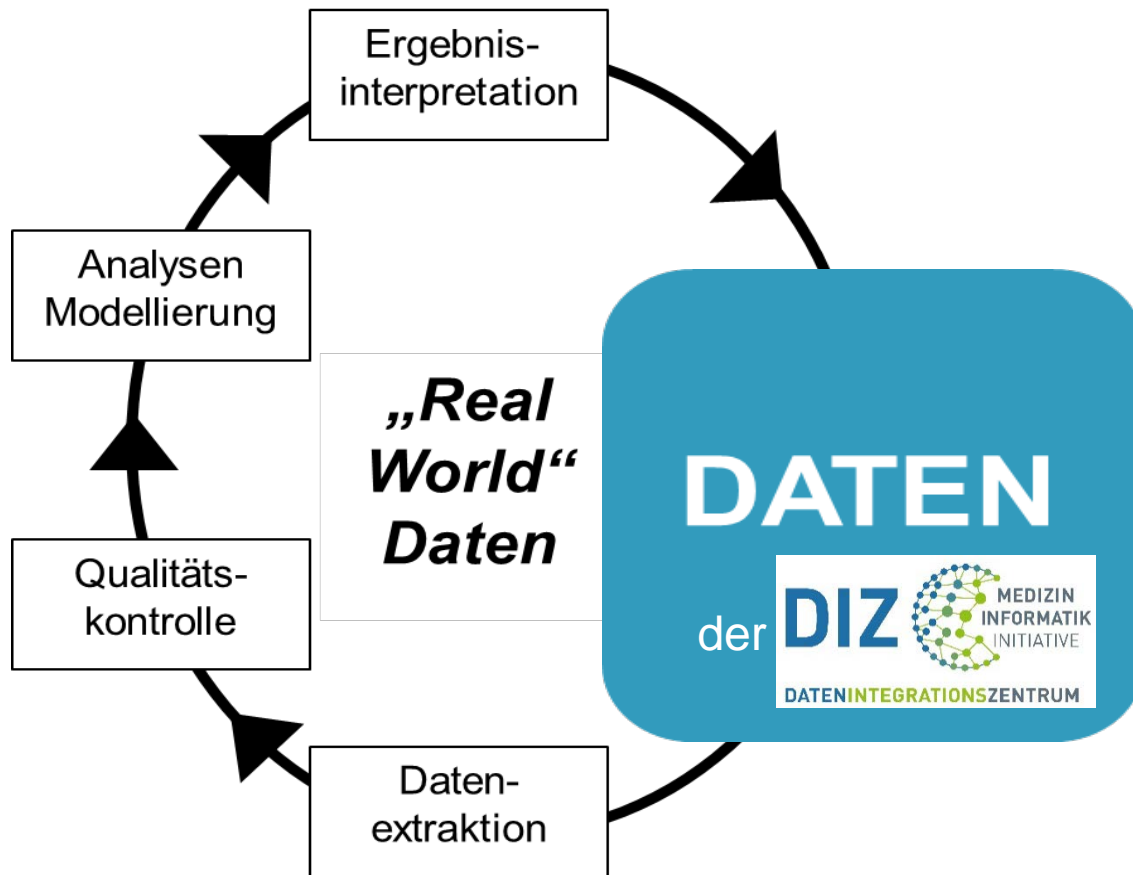 Ergebnis-
interpretation
Analysen
Modellierung
„Real
World“
Daten
DATEN
der DIZ
MEDIZIN
INFORMATIK
INITIATIVE
DATENINTEGRATIONSZENTRUM
Qualitäts-
kontrolle
Daten-
extraktion